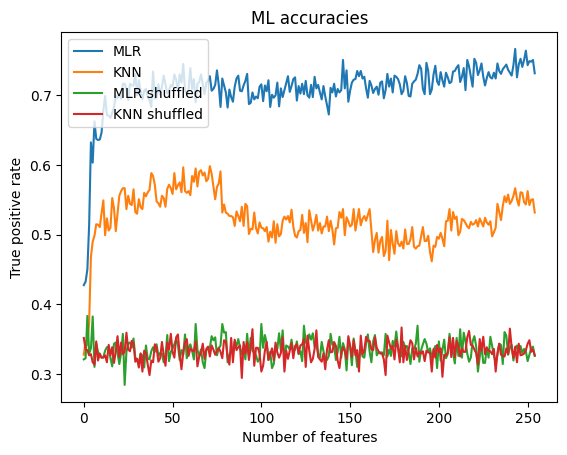 ML accuracies
MLR
KNN
MLR shuffled
KNN shuffled
True positive rate
0.7
0.6
0.5
0.4
0.3
0
50
100
150
200
250
Number of features